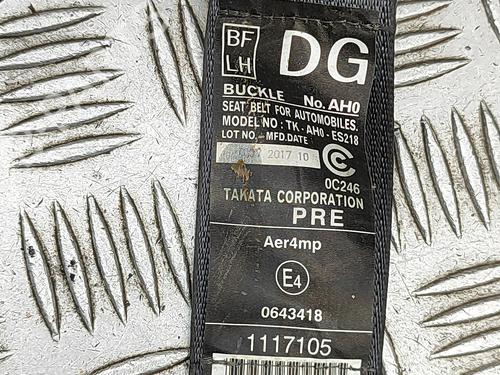 BF
LH
DG
BUCKLE No. AH0
SEAT BELT FOR AUTOMOBILES.
MODEL NO : TK - AH0 - ES218
LOT NO. - MFD.DATE
2017 10
0C246
TAKATA CORPORATION
PRE
Aer4mp
E4
0643418
1117105